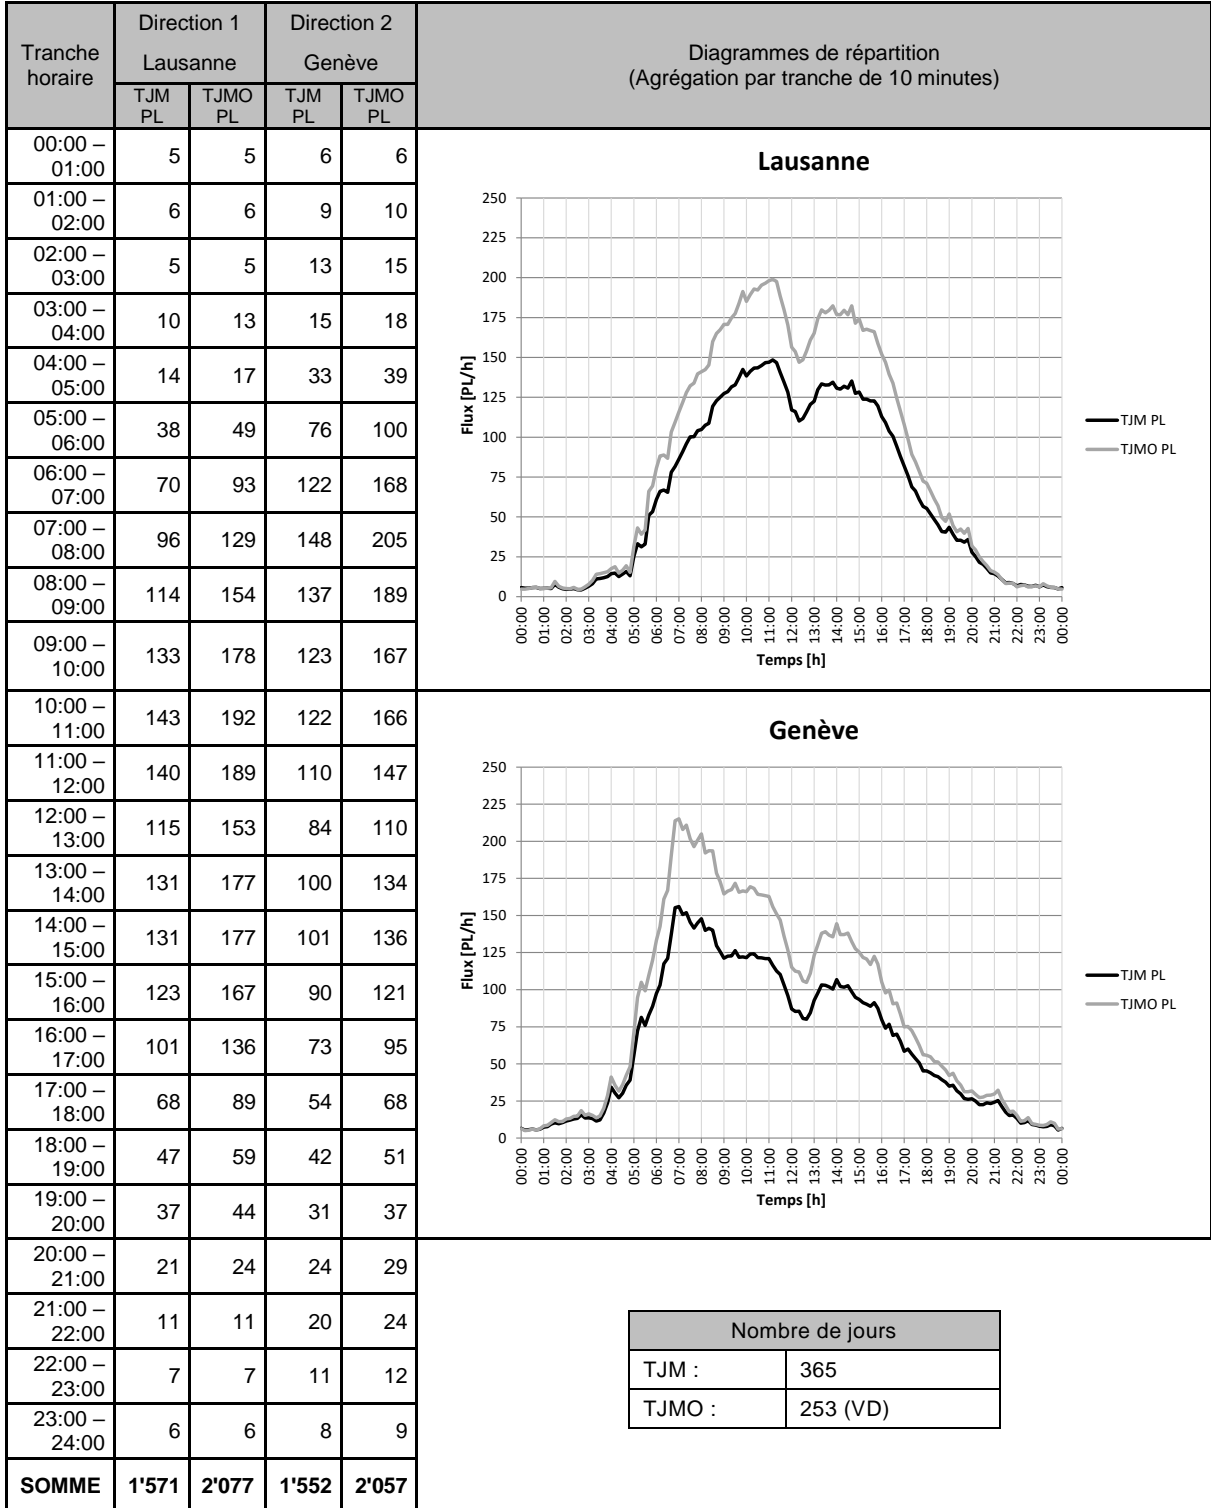 Tranche horaire
Direction 1
Lausanne
Direction 2
Genève
Diagrammes de répartition
(Agrégation par tranche de 10 minutes)
TJM PL TJMO PL TJM PL TJMO PL
00:00 – 01:00 5 5 6 6
01:00 – 02:00 6 6 9 10
02:00 – 03:00 5 5 13 15
03:00 – 04:00 10 13 15 18
04:00 – 05:00 14 17 33 39
05:00 – 06:00 38 49 76 100
06:00 – 07:00 70 93 122 168
07:00 – 08:00 96 129 148 205
08:00 – 09:00 114 154 137 189
09:00 – 10:00 133 178 123 167
10:00 – 11:00 143 192 122 166
11:00 – 12:00 140 189 110 147
12:00 – 13:00 115 153 84 110
13:00 – 14:00 131 177 100 134
14:00 – 15:00 131 177 101 136
15:00 – 16:00 123 167 90 121
16:00 – 17:00 101 136 73 95
17:00 – 18:00 68 89 54 68
18:00 – 19:00 47 59 42 51
19:00 – 20:00 37 44 31 37
20:00 – 21:00 21 24 24 29
21:00 – 22:00 11 11 20 24
22:00 – 23:00 7 7 11 12
23:00 – 24:00 6 6 8 9
SOMME 1'571 2'077 1'552 2'057
Lausanne
250
225
200
175
150
125
100
75
50
25
0
Flux [PL/h]
00:00 01:00 02:00 03:00 04:00 05:00 06:00 07:00 08:00 09:00 10:00 11:00 12:00 13:00 14:00 15:00 16:00 17:00 18:00 19:00 20:00 21:00 22:00 23:00 00:00
Temps [h]
TJM PL
TJMO PL
Genève
250
225
200
175
150
125
100
75
50
25
0
Flux [PL/h]
00:00 01:00 02:00 03:00 04:00 05:00 06:00 07:00 08:00 09:00 10:00 11:00 12:00 13:00 14:00 15:00 16:00 17:00 18:00 19:00 20:00 21:00 22:00 23:00 00:00
Temps [h]
TJM PL
TJMO PL
Nombre de jours
TJM : 365
TJMO : 253 (VD)